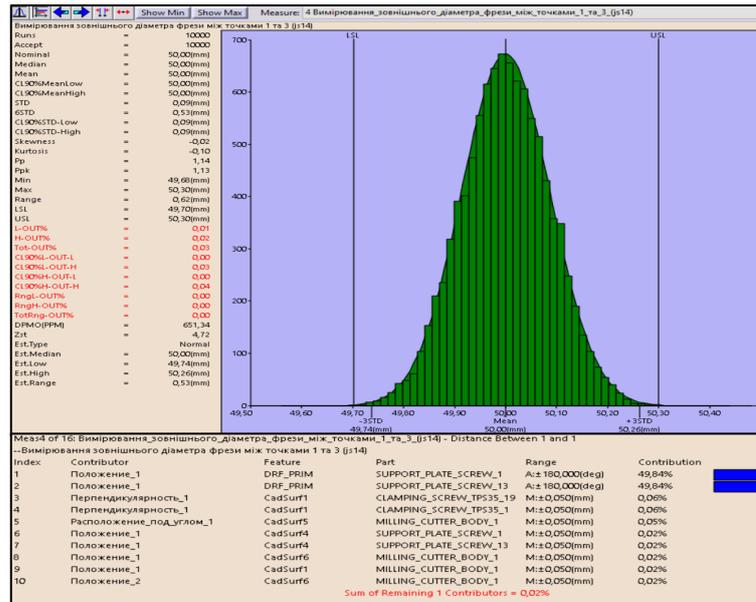 Show Min Show Max Measure: 4 Вимірювання_зовнішнього_діаметра_фрези_між_точками_1_та_3_(js14)
Вимірювання зовнішнього діаметра фрези між точками 1 та 3 (js14)
Runs = 10000
Accept = 10000
Nominal = 50,00(mm)
Median = 50,00(mm)
Mean = 50,00(mm)
CL90%MeanLow = 50,00(mm)
CL90%MeanHigh = 50,00(mm)
STD = 0,09(mm)
6STD = 0,53(mm)
CL90%STD-Low = 0,09(mm)
CL90%STD-High = 0,09(mm)
Skewness = -0,02
Kurtosis = -0,10
Pp = 1,14
Ppk = 1,13
Min = 49,68(mm)
Max = 50,30(mm)
Range = 0,62(mm)
LSL = 49,70(mm)
USL = 50,30(mm)
L-OUT% = 0,01
H-OUT% = 0,02
Tot-OUT% = 0,03
CL90%L-OUT-L = 0,00
CL90%L-OUT-H = 0,03
CL90%H-OUT-L = 0,00
CL90%H-OUT-H = 0,04
RngL-OUT% = 0,00
RngH-OUT% = 0,00
TotRng-OUT% = 0,00
DPMO(PPM) = 651,34
Zst = 4,72
Est.Type Normal
Est.Median = 50,00(mm)
Est.Low = 49,74(mm)
Est.High = 50,26(mm)
Est.Range = 0,53(mm)
LSL USL
700
600
500
400
300
200
100
0
49,50 49,60 49,70 49,80 49,90 50,00 50,10 50,20 50,30 50,40
-3STD Mean +3STD
49,74(mm) 50,00(mm) 50,26(mm)
Meas4 of 16: Вимірювання_зовнішнього_діаметра_фрези_між_точками_1_та_3_(js14) - Distance Between 1 and 1
--Вимірювання зовнішнього діаметра фрези між точками 1 та 3 (js14)
Index Contributor Feature Part Range Contribution
1 Положение_1 DRF_PRIM SUPPORT_PLATE_SCREW_1 A:±180,000(deg) 49,84%
2 Положение_1 DRF_PRIM SUPPORT_PLATE_SCREW_13 A:±180,000(deg) 49,84%
3 Перпендикулярность_1 CadSurf1 CLAMPING_SCREW_TPS35_19 M:±0,050(mm) 0,06%
4 Перпендикулярность_1 CadSurf1 CLAMPING_SCREW_TPS35_1 M:±0,050(mm) 0,06%
5 Расположение_под_углом_1 CadSurf5 MILLING_CUTTER_BODY_1 M:±0,050(mm) 0,05%
6 Положение_1 CadSurf4 SUPPORT_PLATE_SCREW_1 M:±0,050(mm) 0,02%
7 Положение_1 CadSurf4 SUPPORT_PLATE_SCREW_13 M:±0,050(mm) 0,02%
8 Положение_1 CadSurf6 MILLING_CUTTER_BODY_1 M:±0,050(mm) 0,02%
9 Положение_1 CadSurf1 MILLING_CUTTER_BODY_1 M:±0,050(mm) 0,02%
10 Положение_2 CadSurf6 MILLING_CUTTER_BODY_1 M:±0,050(mm) 0,02%
Sum of Remaining 1 Contributors = 0,02%